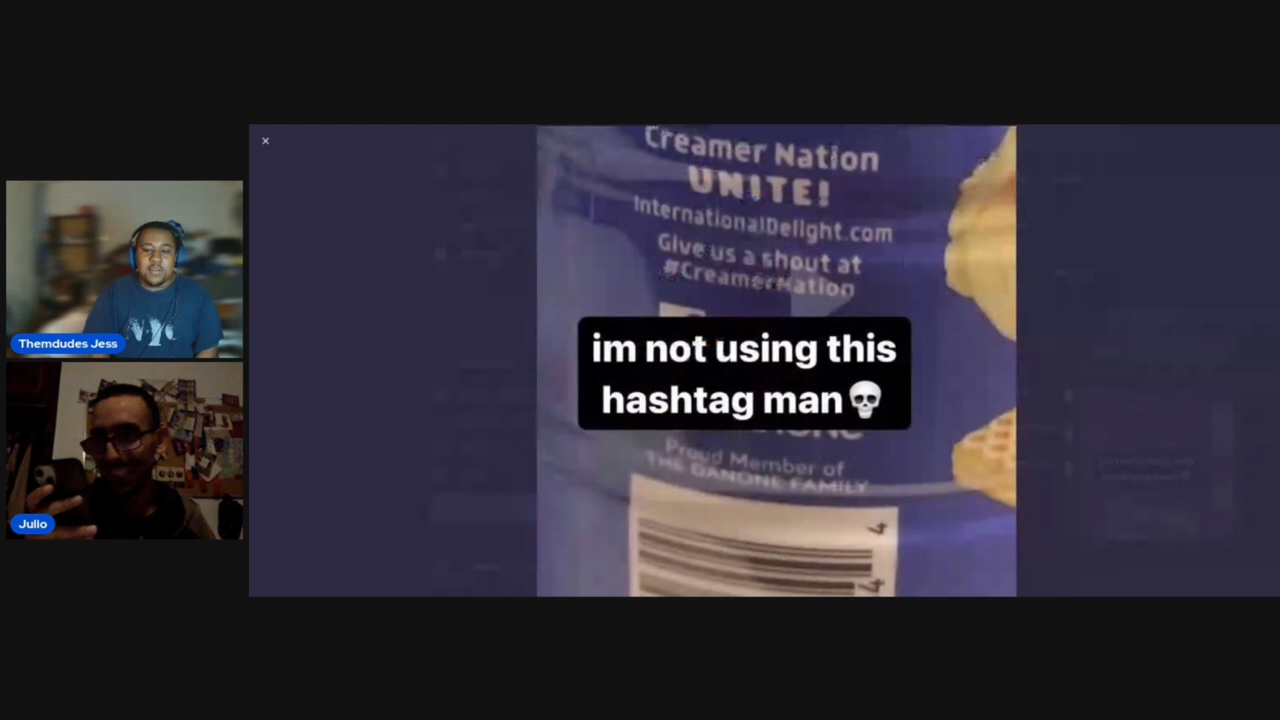 Creamer Nation
UNITE!
InternationalDelight.com
Give us a shout at
#CreamerNation
im not using this
hashtag man💀
Proud Member of
THE DANONE FAMILY
4
Themdudes Jess
Julio